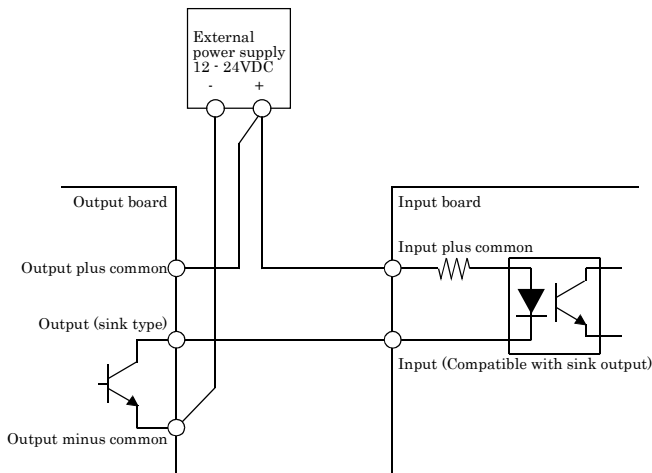 External
power supply
12 - 24VDC
- +
Output board
Input board
Input plus common
Output plus common
Output (sink type)
Input (Compatible with sink output)
Output minus common